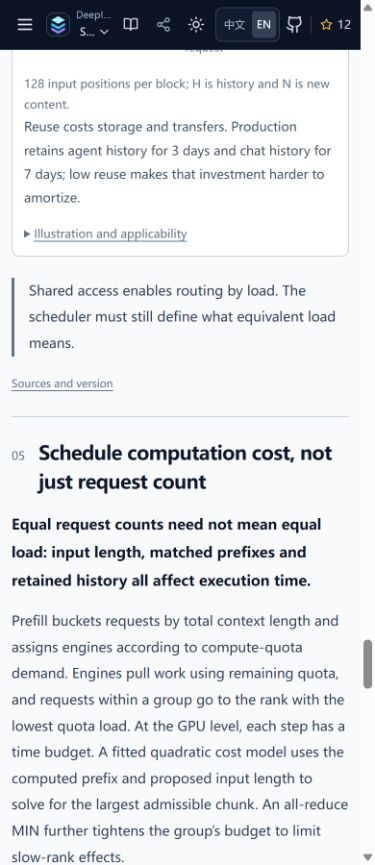 Deepl...
S...
中文
EN
12
request
128 input positions per block; H is history and N is new
content.
Reuse costs storage and transfers. Production
retains agent history for 3 days and chat history for
7 days; low reuse makes that investment harder to
amortize.
Illustration and applicability
Shared access enables routing by load. The
scheduler must still define what equivalent load
means.
Sources and version
05
Schedule computation cost, not
just request count
Equal request counts need not mean equal
load: input length, matched prefixes and
retained history all affect execution time.
Prefill buckets requests by total context length and
assigns engines according to compute-quota
demand. Engines pull work using remaining quota,
and requests within a group go to the rank with the
lowest quota load. At the GPU level, each step has a
time budget. A fitted quadratic cost model uses the
computed prefix and proposed input length to
solve for the largest admissible chunk. An all-reduce
MIN further tightens the group's budget to limit
slow-rank effects.